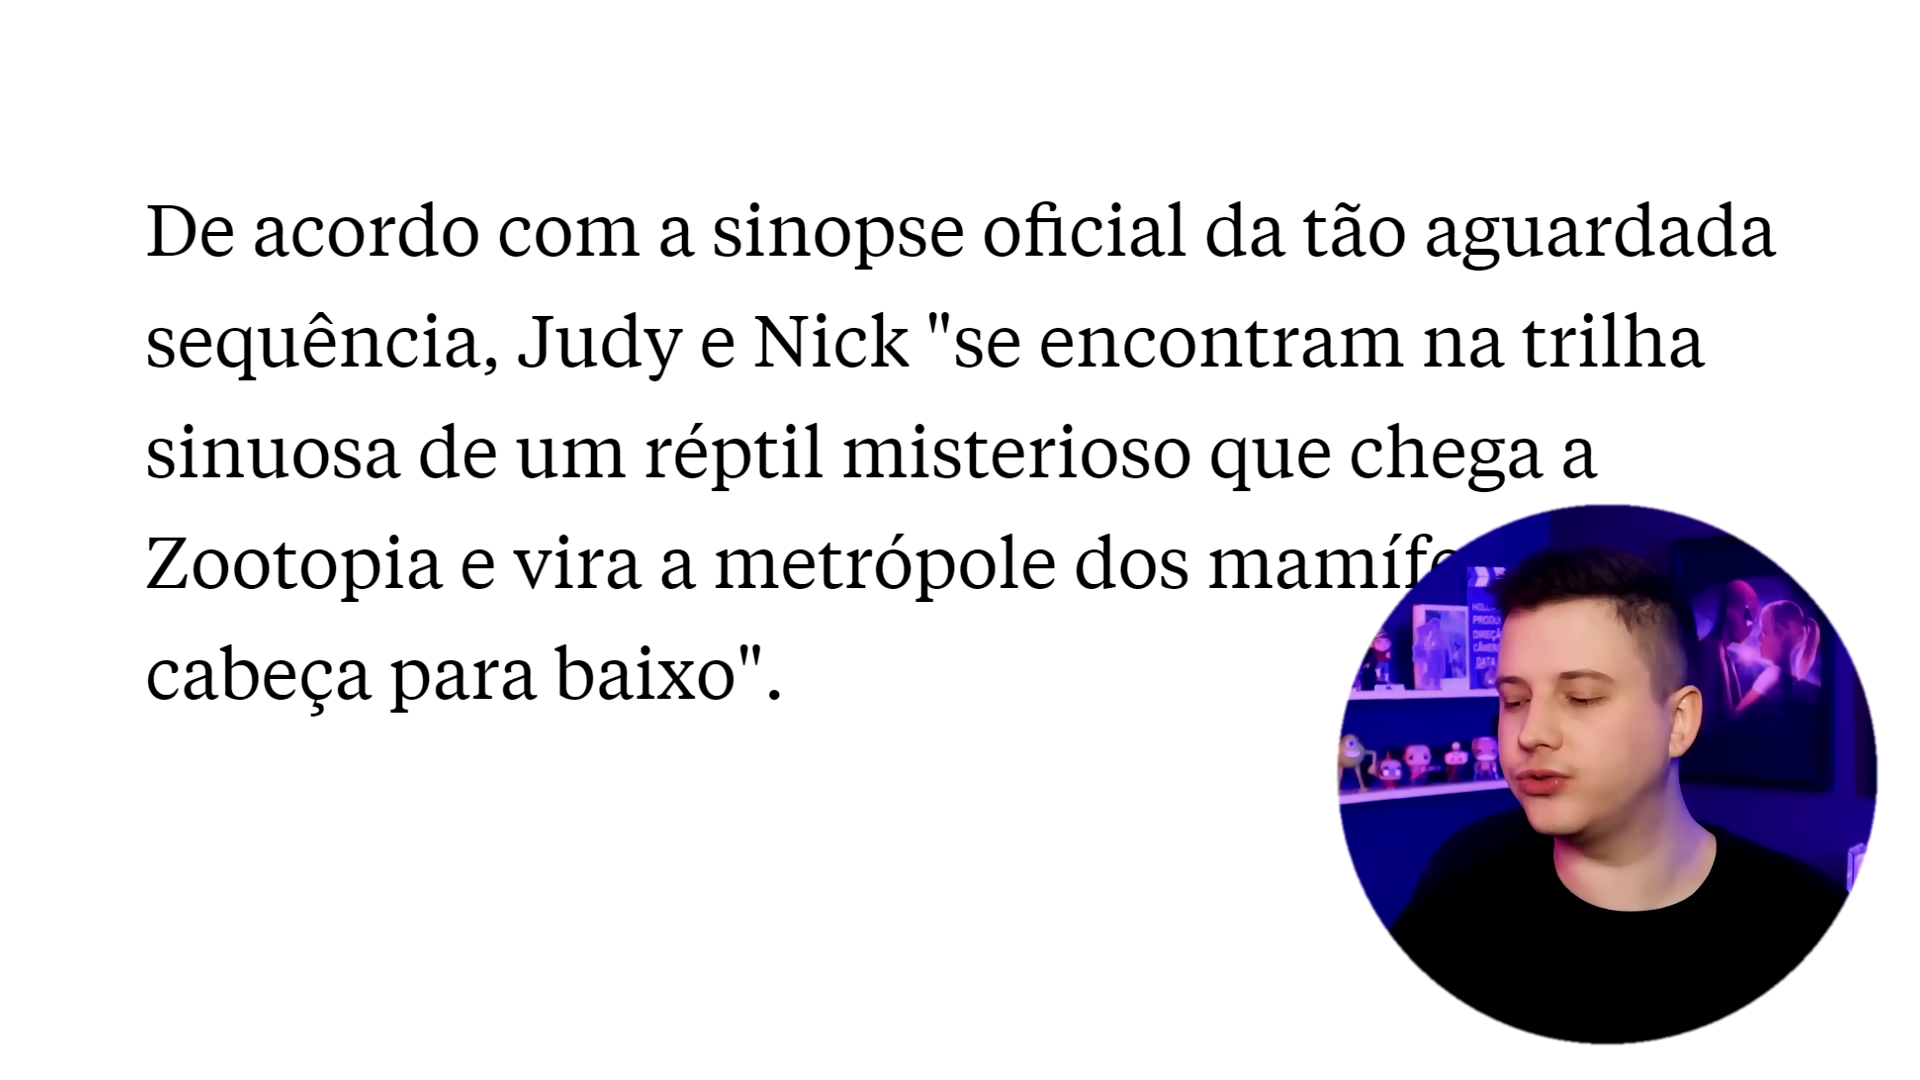 De acordo com a sinopse oficial da tão aguardada
sequência, Judy e Nick "se encontram na trilha
sinuosa de um réptil misterioso que chega a
Zootopia e vira a metrópole dos
cabeça para baixo".
DATA